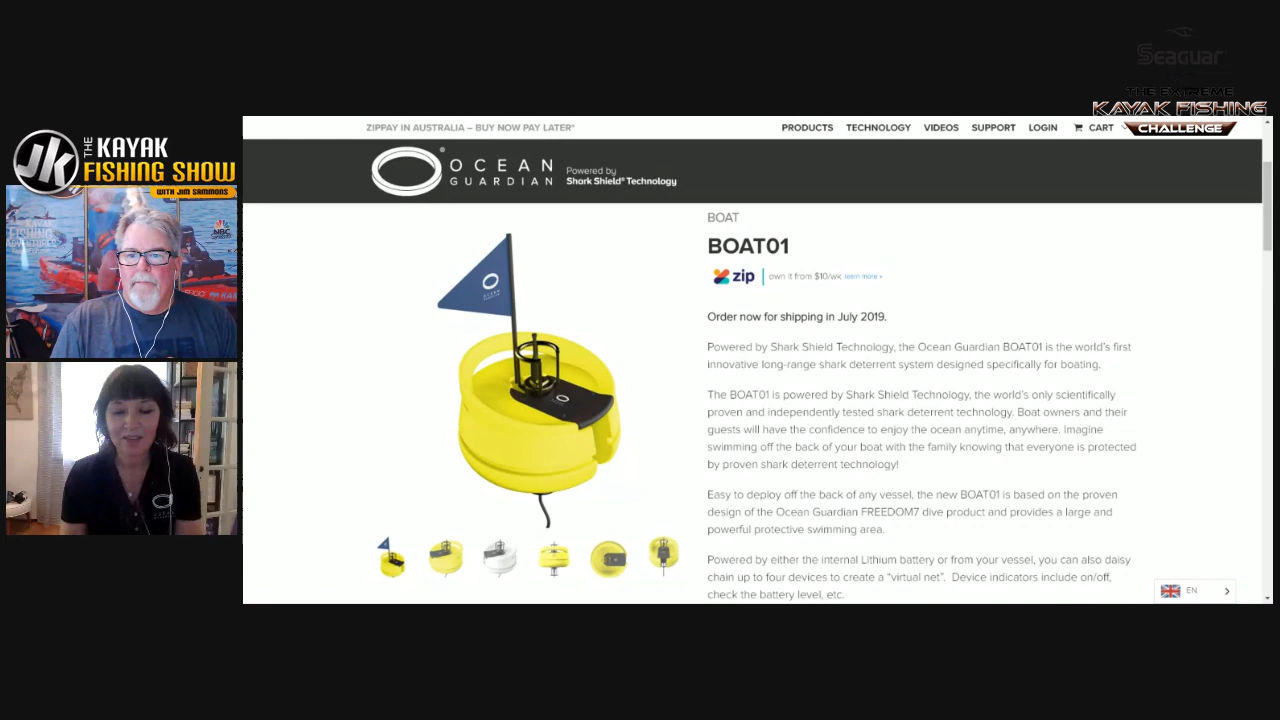 Seaguar
THE EXTREME
KAYAK FISHING
CHALLENGE
JK
THE
KAYAK
FISHING SHOW
WITH JIM SAMMONS
KAYAK
FISHING
ADVENTURES
NBC
ZIPPAY IN AUSTRALIA – BUY NOW PAY LATER*
PRODUCTS TECHNOLOGY VIDEOS SUPPORT LOGIN CART
OCEAN
GUARDIAN
Powered by
Shark Shield® Technology
BOAT
BOAT01
zip own it from $10/wk learn more »
Order now for shipping in July 2019.
Powered by Shark Shield Technology, the Ocean Guardian BOAT01 is the world's first
innovative long-range shark deterrent system designed specifically for boating.
The BOAT01 is powered by Shark Shield Technology, the world's only scientifically
proven and independently tested shark deterrent technology. Boat owners and their
guests will have the confidence to enjoy the ocean anytime, anywhere. Imagine
swimming off the back of your boat with the family knowing that everyone is protected
by proven shark deterrent technology!
Easy to deploy off the back of any vessel, the new BOAT01 is based on the proven
design of the Ocean Guardian FREEDOM7 dive product and provides a large and
powerful protective swimming area.
Powered by either the internal Lithium battery or from your vessel, you can also daisy
chain up to four devices to create a “virtual net”. Device indicators include on/off,
check the battery level, etc.
EN
OCEAN